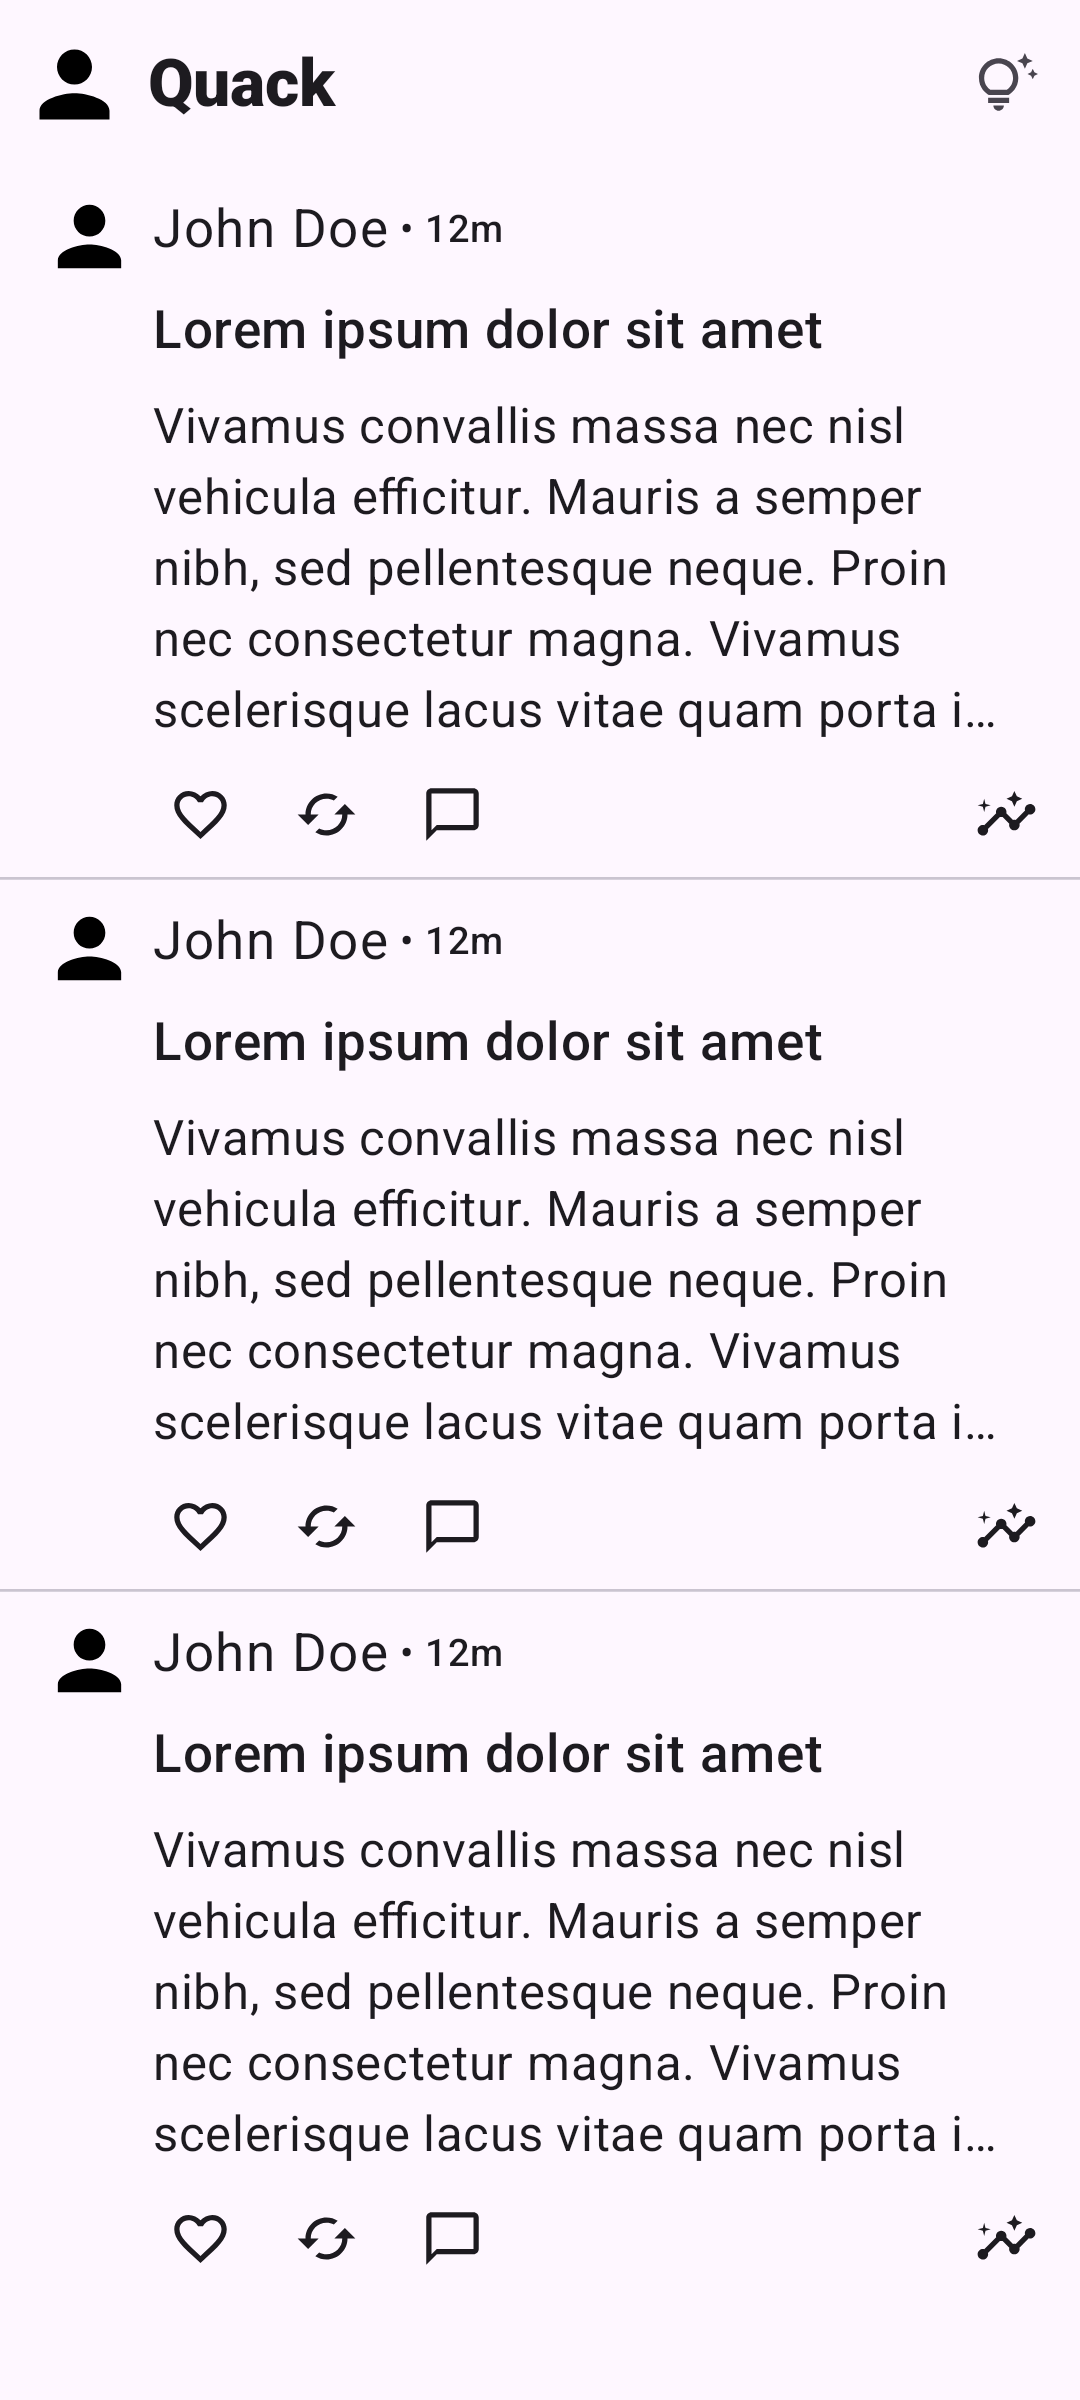 Quack
John Doe • 12m
Lorem ipsum dolor sit amet
Vivamus convallis massa nec nisl
vehicula efficitur. Mauris a semper
nibh, sed pellentesque neque. Proin
nec consectetur magna. Vivamus
scelerisque lacus vitae quam porta i…
John Doe • 12m
Lorem ipsum dolor sit amet
Vivamus convallis massa nec nisl
vehicula efficitur. Mauris a semper
nibh, sed pellentesque neque. Proin
nec consectetur magna. Vivamus
scelerisque lacus vitae quam porta i…
John Doe • 12m
Lorem ipsum dolor sit amet
Vivamus convallis massa nec nisl
vehicula efficitur. Mauris a semper
nibh, sed pellentesque neque. Proin
nec consectetur magna. Vivamus
scelerisque lacus vitae quam porta i…